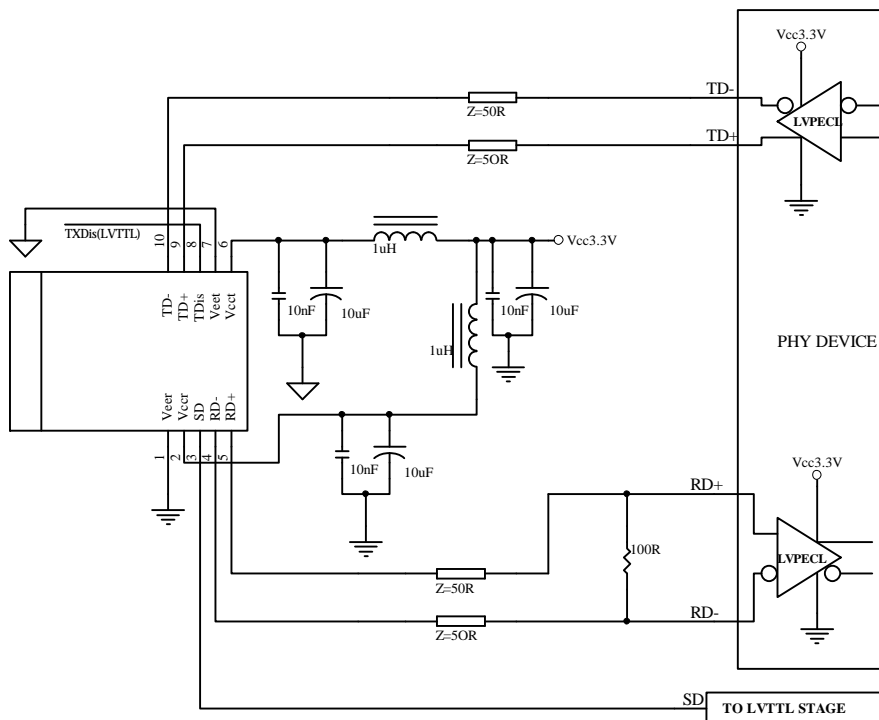 Vcc3.3V
TD-
LVPECL
Z=50R
TD+
Z=5OR
TXDis(LVTTL)
10
9
8
7
6
Vcc3.3V
1uH
TD-
TD+
TDis
Veet
Vcct
10nF
10uF
10nF
10uF
1uH
PHY DEVICE
Veer
Vccr
SD
RD-
RD+
1
2
3
4
5
10nF
10uF
Vcc3.3V
RD+
100R
LVPECL
Z=50R
RD-
Z=5OR
SD
TO LVTTL STAGE